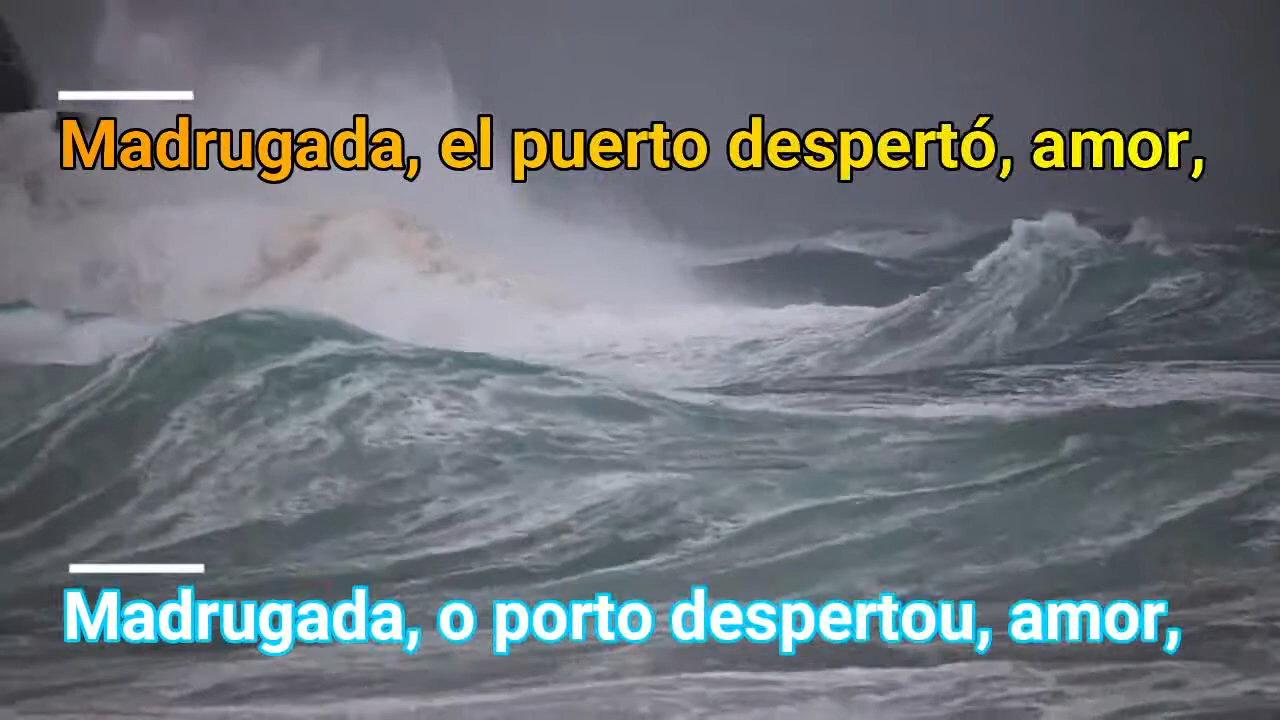 Madrugada, el puerto despertó, amor,
Madrugada, o porto despertou, amor,